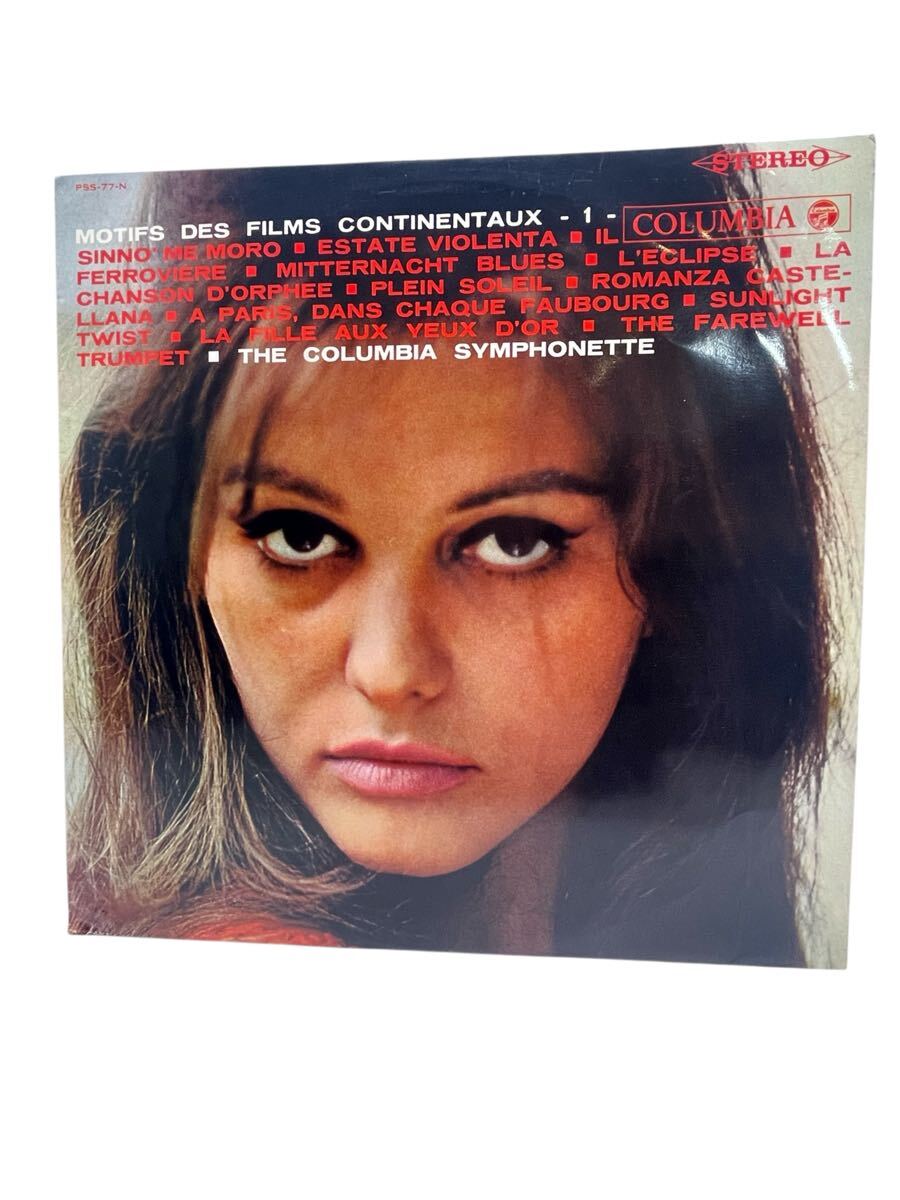 STEREO
PSS-77-N
MOTIFS DES FILMS CONTINENTAUX - 1 -
COLUMBIA
SINNO' ME MORO ■ ESTATE VIOLENTA ■ IL
FERROVIERE ■ MITTERNACHT BLUES ■ L'ECLIPSE ■ LA
CHANSON D'ORPHEE ■ PLEIN SOLEIL ■ ROMANZA CASTE-
LLANA ■ A PARIS, DANS CHAQUE FAUBOURG ■ SUNLIGHT
TWIST ■ LA FILLE AUX YEUX D'OR ■ THE FAREWELL
TRUMPET ■ THE COLUMBIA SYMPHONETTE